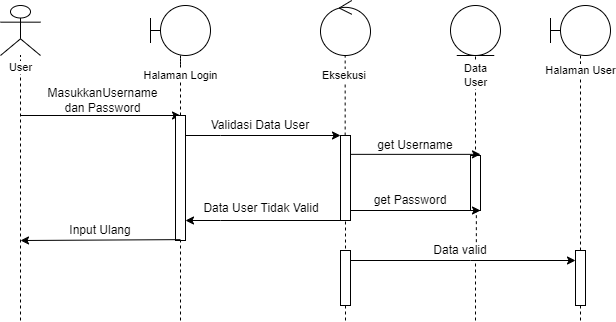 User
Halaman Login
Eksekusi
Data
User
Halaman User
MasukkanUsername
dan Password
Validasi Data User
get Username
get Password
Data User Tidak Valid
Input Ulang
Data valid